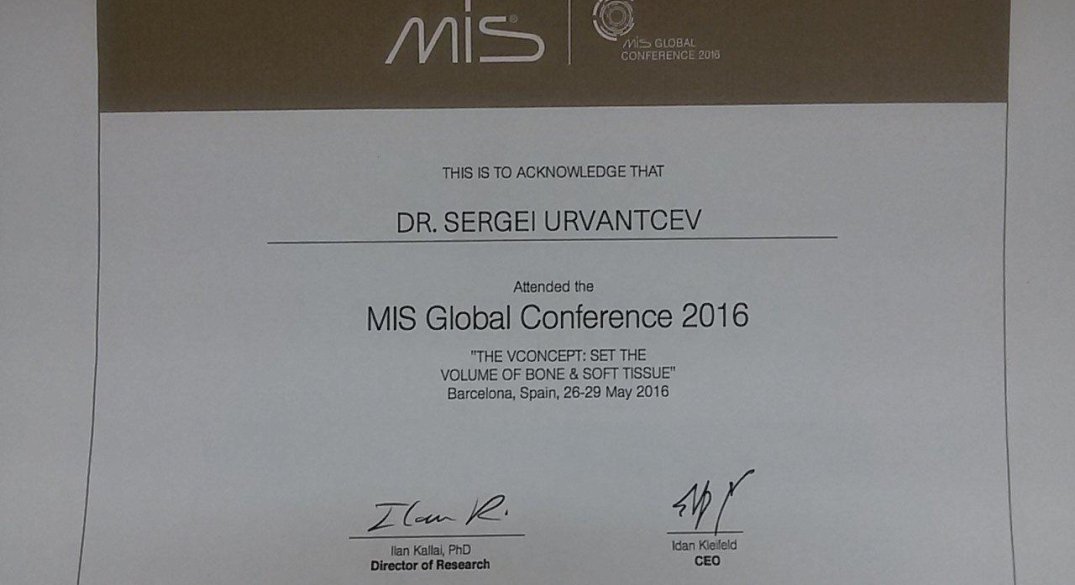 MIS®
MIS GLOBAL
CONFERENCE 2016
THIS IS TO ACKNOWLEDGE THAT
DR. SERGEI URVANTCEV
Attended the
MIS Global Conference 2016
"THE VCONCEPT: SET THE
VOLUME OF BONE & SOFT TISSUE"
Barcelona, Spain, 26-29 May 2016
Ilan K.
Ilan Kallai, PhD
Director of Research
Idan Kleifeld
CEO